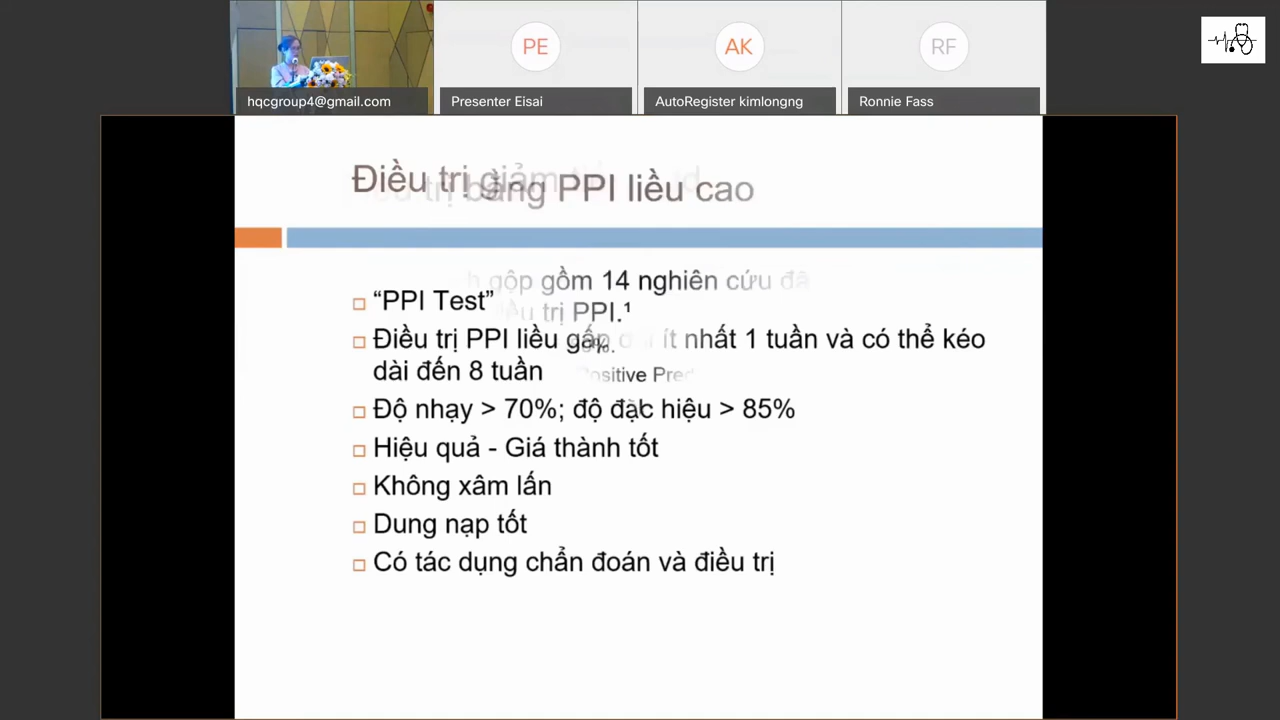 PE
AK
RF
hqcgroup4@gmail.com
Presenter Eisai
AutoRegister kimlongng
Ronnie Fass
Điều trị giảm
trị bằng PPI liều cao
gộp gồm 14 nghiên cứu đã
“PPI Test”
trị PPI.¹
Điều trị PPI liều gấp đôi ít nhất 1 tuần và có thể kéo
dài đến 8 tuần
Positive
Độ nhạy > 70%; độ đặc hiệu > 85%
Hiệu quả - Giá thành tốt
Không xâm lấn
Dung nạp tốt
Có tác dụng chẩn đoán và điều trị